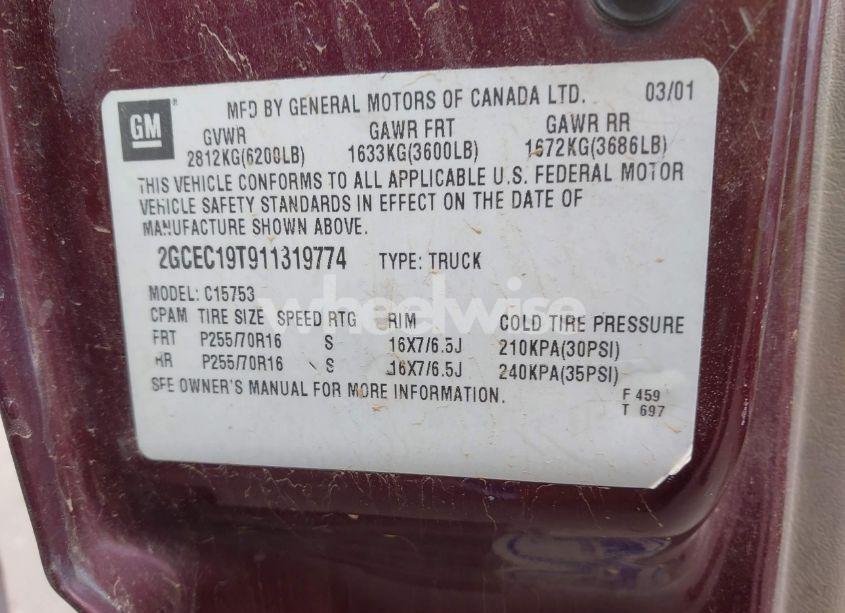 GM
MFD BY GENERAL MOTORS OF CANADA LTD. 03/01
GVWR GAWR FRT GAWR RR
2812KG(6200LB) 1633KG(3600LB) 1672KG(3686LB)
THIS VEHICLE CONFORMS TO ALL APPLICABLE U.S. FEDERAL MOTOR
VEHICLE SAFETY STANDARDS IN EFFECT ON THE DATE OF
MANUFACTURE SHOWN ABOVE.
2GCEC19T911319774 TYPE: TRUCK
MODEL: C15753
wheelwise
CPAM TIRE SIZE SPEED RTG RIM COLD TIRE PRESSURE
FRT P255/70R16 S 16X7/6.5J 210KPA(30PSI)
RR P255/70R16 S 16X7/6.5J 240KPA(35PSI)
SEE OWNER'S MANUAL FOR MORE INFORMATION.
F 459
T 697